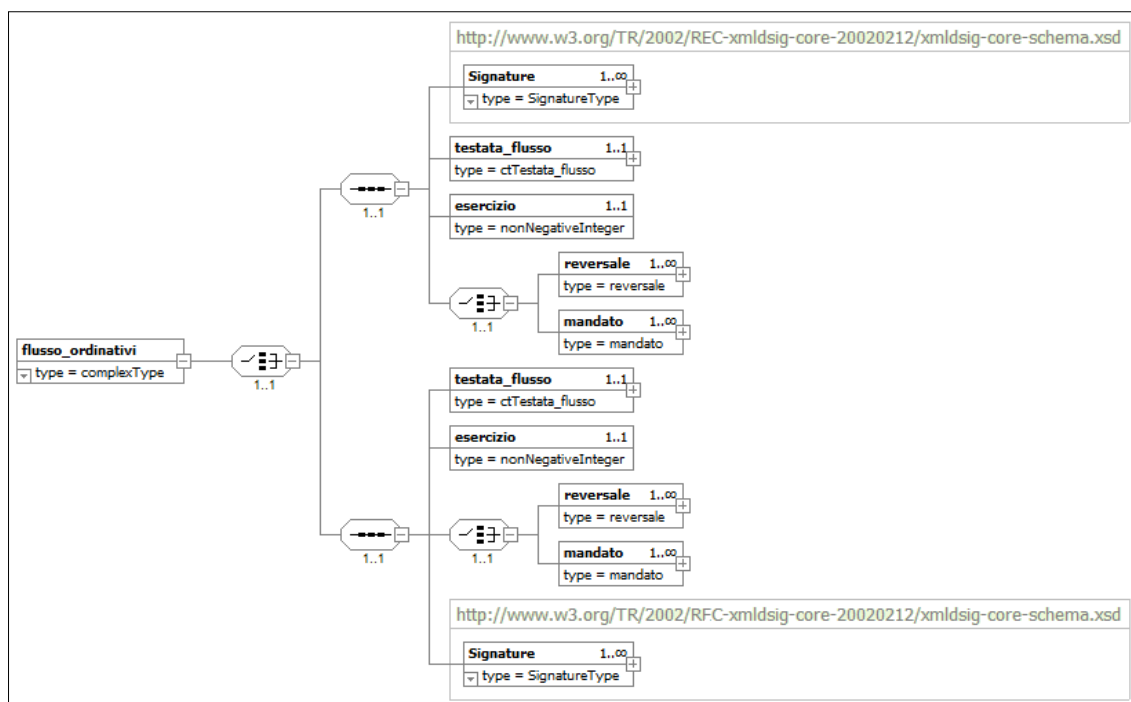 http://www.w3.org/TR/2002/REC-xmldsig-core-20020212/xmldsig-core-schema.xsd
Signature 1..∞
type = SignatureType
testata_flusso 1..1
type = ctTestata_flusso
1..1
esercizio 1..1
type = nonNegativeInteger
reversale 1..∞
type = reversale
1..1
mandato 1..∞
type = mandato
flusso_ordinativi
type = complexType
1..1
testata_flusso 1..1
type = ctTestata_flusso
esercizio 1..1
type = nonNegativeInteger
reversale 1..∞
type = reversale
1..1
1..1
mandato 1..∞
type = mandato
http://www.w3.org/TR/2002/REC-xmldsig-core-20020212/xmldsig-core-schema.xsd
Signature 1..∞
type = SignatureType